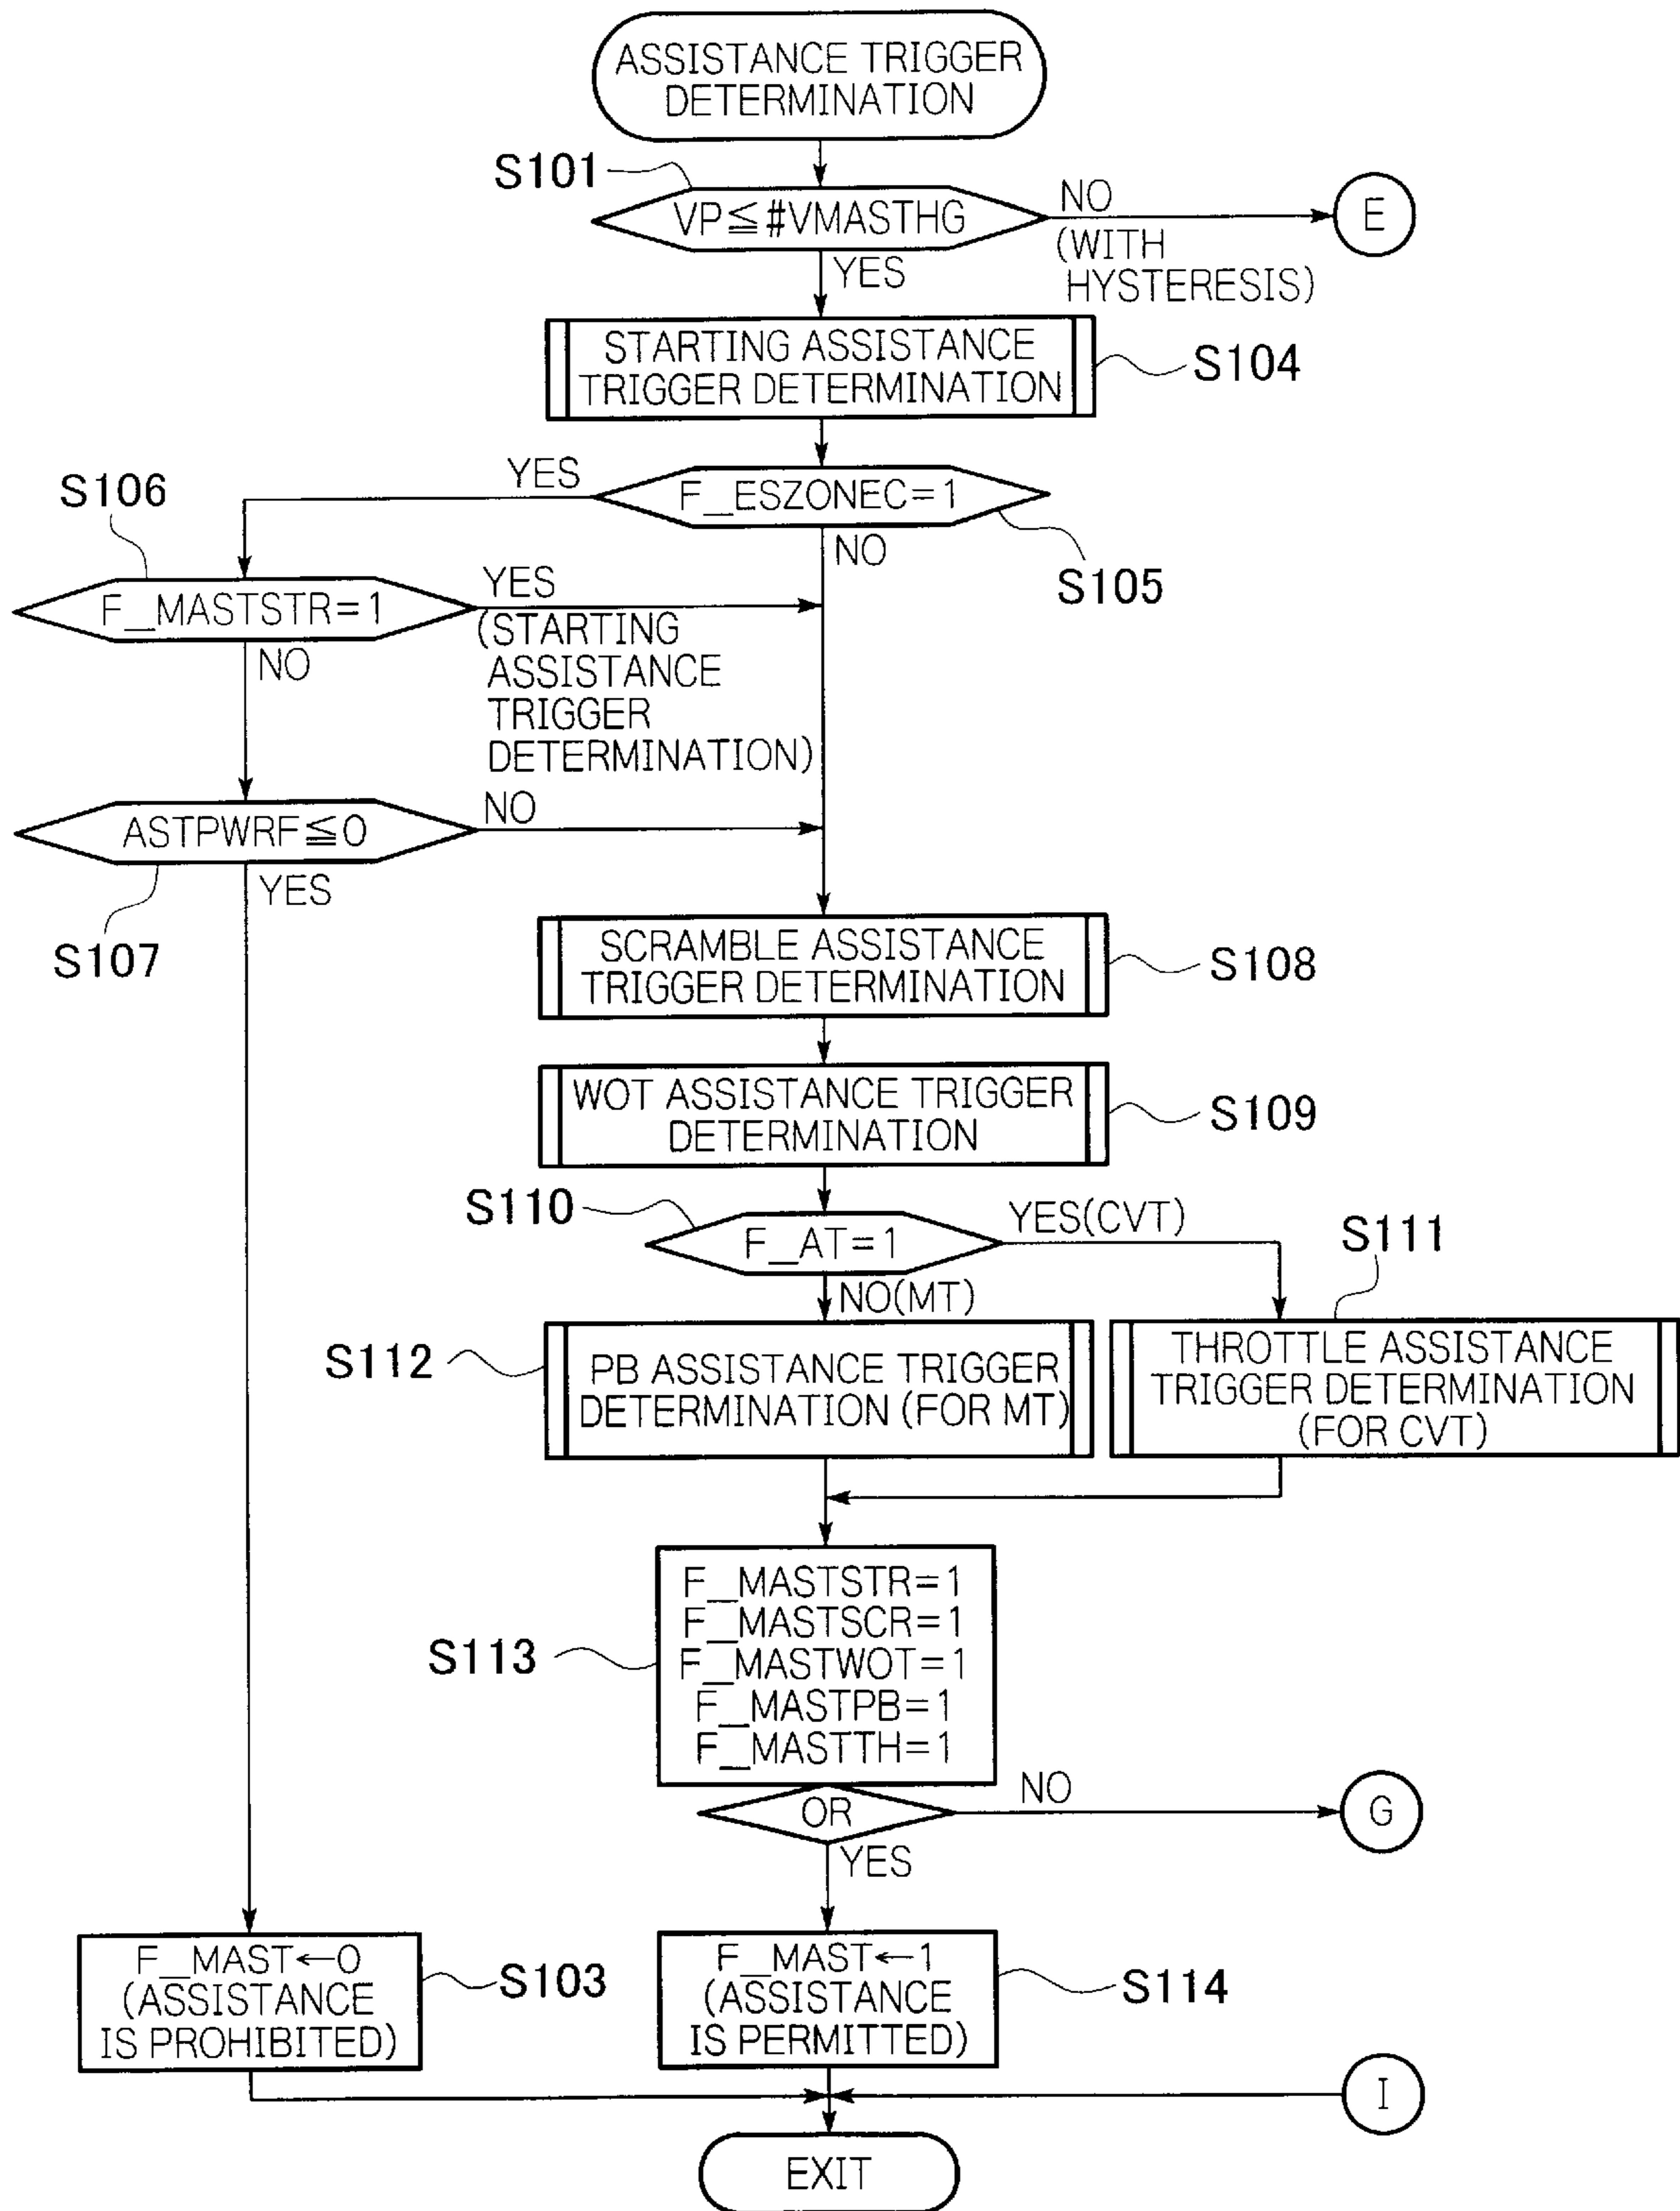 ASSISTANCE TRIGGER
DETERMINATION
S101
VP≦#VMASTHG
NO
(WITH
HYSTERESIS)
E
YES
STARTING ASSISTANCE
TRIGGER DETERMINATION
S104
YES
F_ESZONEC=1
S105
NO
S106
F_MASTSTR=1
YES
(STARTING
ASSISTANCE
TRIGGER
DETERMINATION)
NO
ASTPWRF≦0
NO
YES
S107
SCRAMBLE ASSISTANCE
TRIGGER DETERMINATION
S108
WOT ASSISTANCE TRIGGER
DETERMINATION
S109
S110
F_AT=1
YES(CVT)
NO(MT)
S111
S112
PB ASSISTANCE TRIGGER
DETERMINATION (FOR MT)
THROTTLE ASSISTANCE
TRIGGER DETERMINATION
(FOR CVT)
S113
F_MASTSTR=1
F_MASTSCR=1
F_MASTWOT=1
F_MASTPB=1
F_MASTTH=1
OR
NO
G
YES
F_MAST←0
(ASSISTANCE
IS PROHIBITED)
S103
F_MAST←1
(ASSISTANCE
IS PERMITTED)
S114
I
EXIT